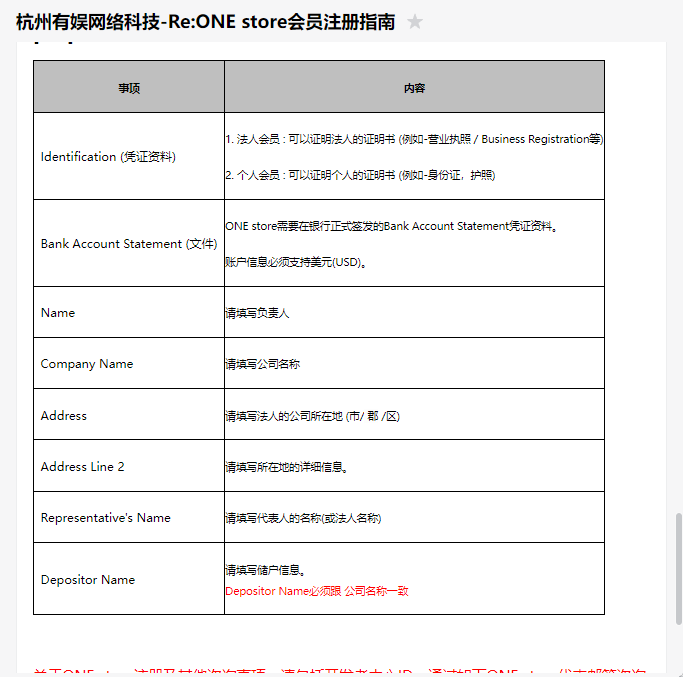 杭州有娱网络科技-Re:ONE store会员注册指南
事项
内容
Identification (凭证资料)
1. 法人会员 : 可以证明法人的证明书 (例如-营业执照 / Business Registration等)
2. 个人会员 : 可以证明个人的证明书 (例如-身份证，护照)
Bank Account Statement (文件)
ONE store需要在银行正式签发的Bank Account Statement凭证资料。
账户信息必须支持美元(USD)。
Name
请填写负责人
Company Name
请填写公司名称
Address
请填写法人的公司所在地 (市/ 郡 /区)
Address Line 2
请填写所在地的详细信息。
Representative's Name
请填写代表人的名称(或法人名称)
Depositor Name
请填写储户信息。
Depositor Name必须跟 公司名称一致